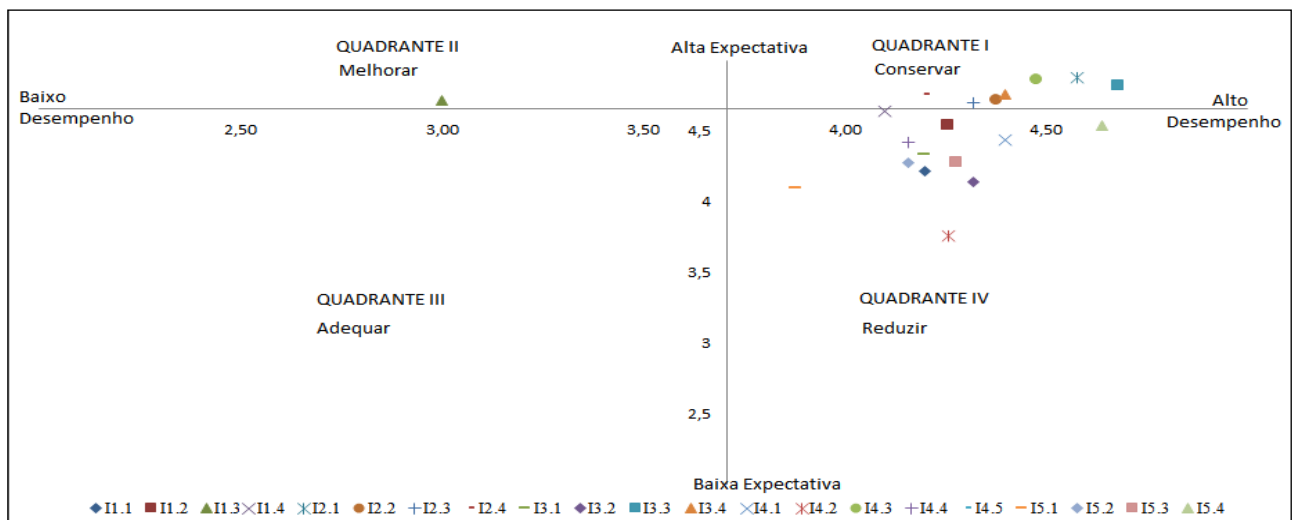 QUADRANTE II
Melhorar
Alta Expectativa
QUADRANTE I
Conservar
Baixo
Desempenho
Alto
Desempenho
2,50
3,00
3,50
4,5
4,00
4,50
4
3,5
QUADRANTE III
Adequar
QUADRANTE IV
Reduzir
3
2,5
Baixa Expectativa
I1.1 I1.2 I1.3 I1.4 I2.1 I2.2 I2.3 I2.4 I3.1 I3.2 I3.3 I3.4 I4.1 I4.2 I4.3 I4.4 I4.5 I5.1 I5.2 I5.3 I5.4